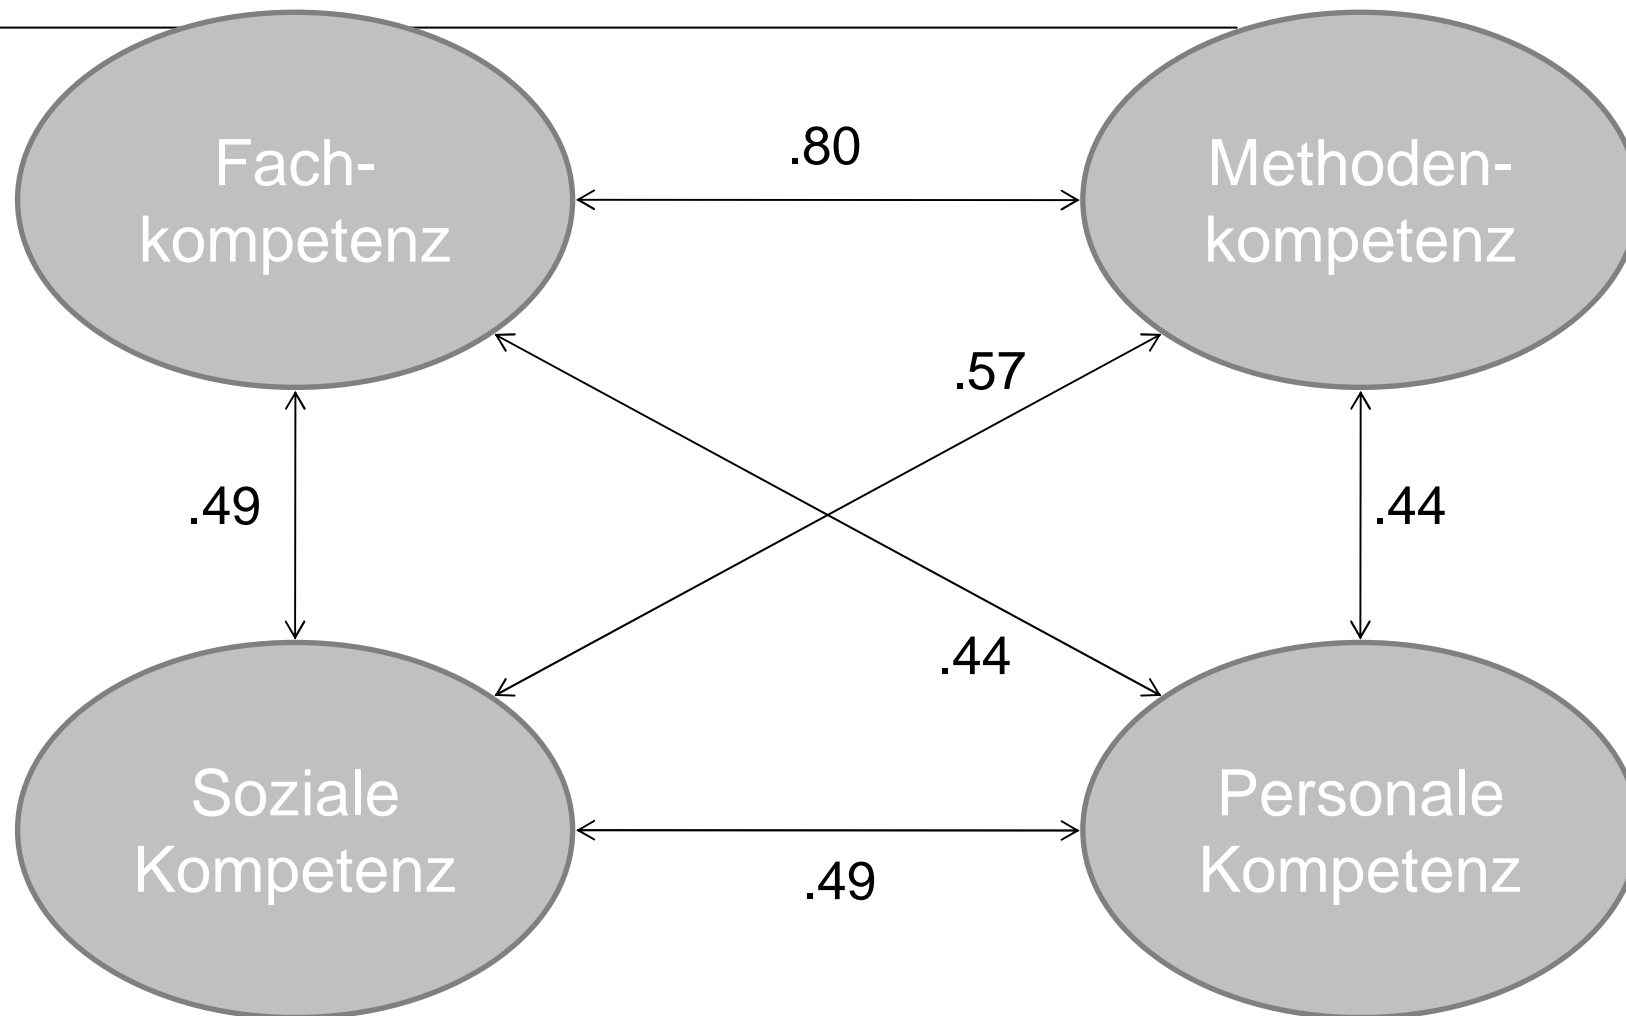 Fach-
kompetenz
.80
Methoden-
kompetenz
.57
.49
.44
.44
Soziale
Kompetenz
.49
Personale
Kompetenz